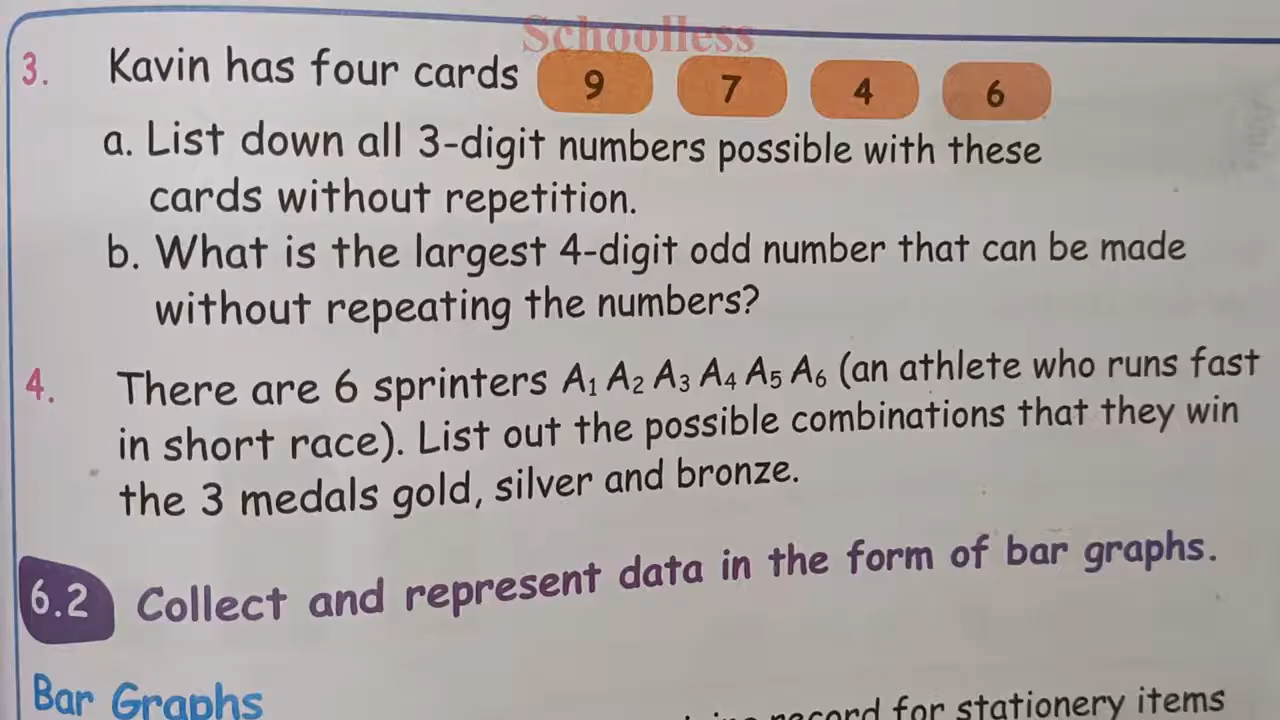 Schoolless
3. Kavin has four cards 9 7 4 6
a. List down all 3-digit numbers possible with these
cards without repetition.
b. What is the largest 4-digit odd number that can be made
without repeating the numbers?
4. There are 6 sprinters A₁ A₂ A₃ A₄ A₅ A₆ (an athlete who runs fast
in short race). List out the possible combinations that they win
the 3 medals gold, silver and bronze.
6.2 Collect and represent data in the form of bar graphs.
Bar Graphs
record for stationery items